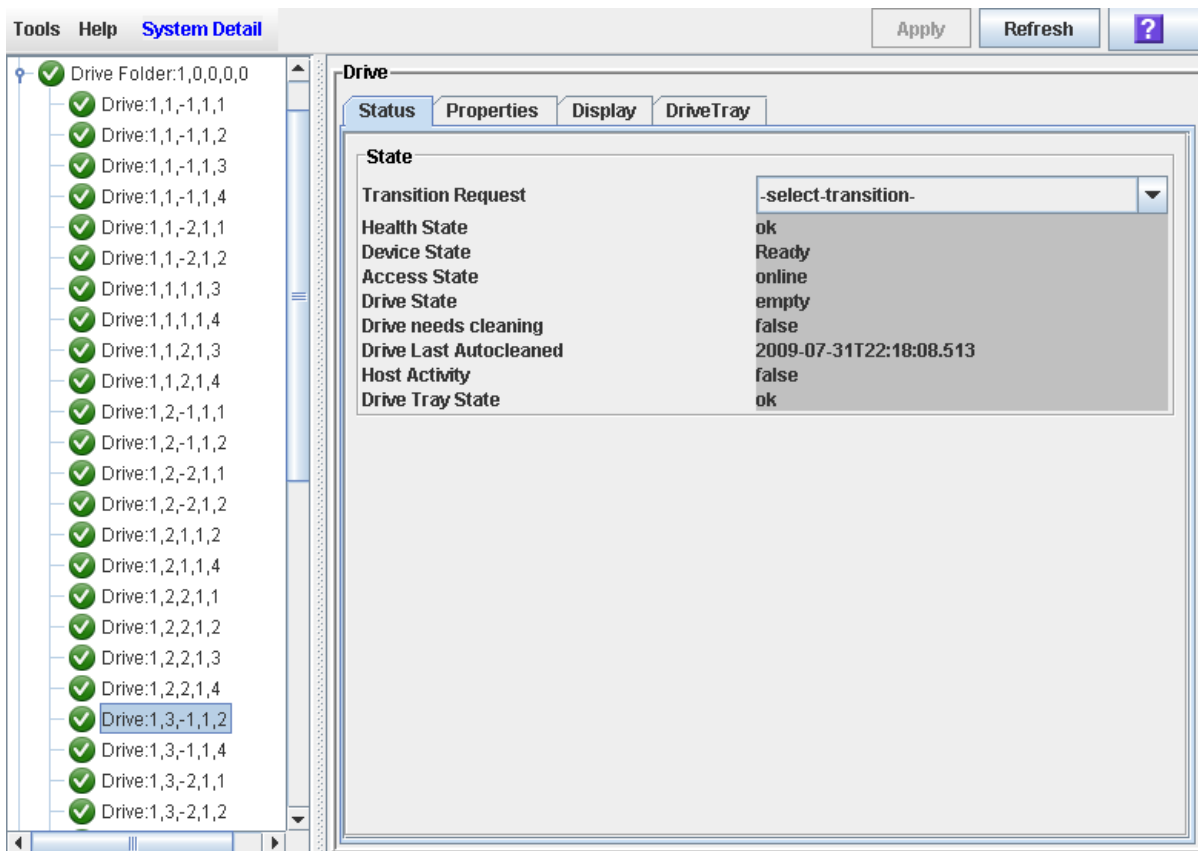 Tools Help System Detail
Apply Refresh ?
Drive Folder:1,0,0,0,0
Drive:1,1,-1,1,1
Drive:1,1,-1,1,2
Drive:1,1,-1,1,3
Drive:1,1,-1,1,4
Drive:1,1,-2,1,1
Drive:1,1,-2,1,2
Drive:1,1,1,1,3
Drive:1,1,1,1,4
Drive:1,1,2,1,3
Drive:1,1,2,1,4
Drive:1,2,-1,1,1
Drive:1,2,-1,1,2
Drive:1,2,-2,1,1
Drive:1,2,-2,1,2
Drive:1,2,1,1,2
Drive:1,2,1,1,4
Drive:1,2,2,1,1
Drive:1,2,2,1,2
Drive:1,2,2,1,3
Drive:1,2,2,1,4
Drive:1,3,-1,1,2
Drive:1,3,-1,1,4
Drive:1,3,-2,1,1
Drive:1,3,-2,1,2
Drive
Status Properties Display DriveTray
State
Transition Request -select-transition-
Health State ok
Device State Ready
Access State online
Drive State empty
Drive needs cleaning false
Drive Last Autocleaned 2009-07-31T22:18:08.513
Host Activity false
Drive Tray State ok